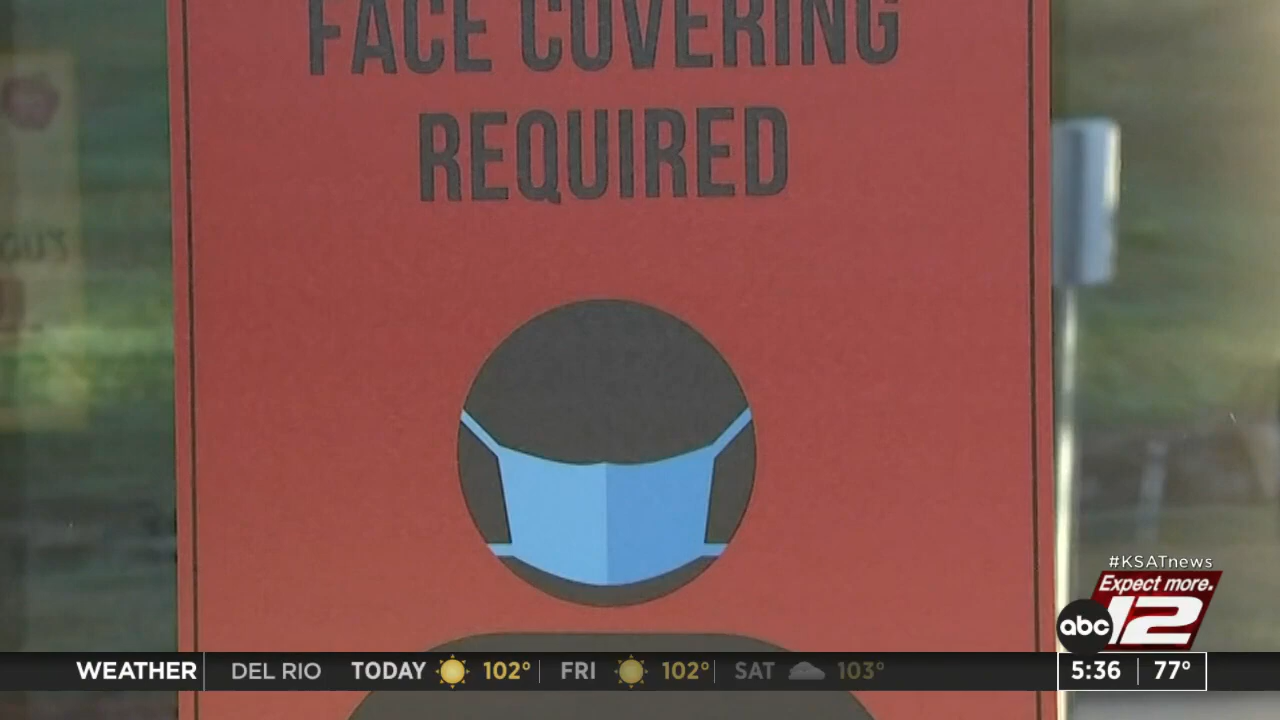 FACE COVERING
REQUIRED
#KSATnews
Expect more.
abc 12
WEATHER DEL RIO TODAY 102° FRI 102° SAT 103° 5:36 77°